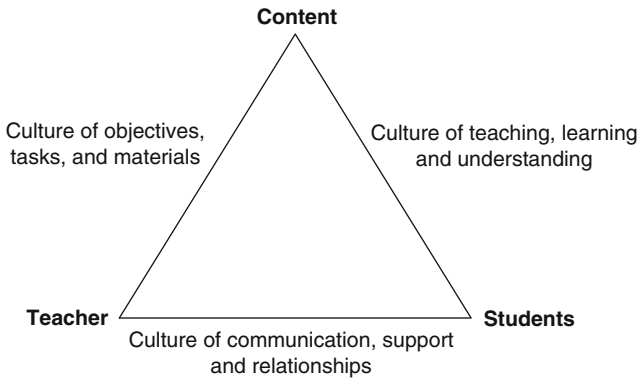 Content
Culture of objectives,
tasks, and materials
Culture of teaching, learning
and understanding
Teacher
Students
Culture of communication, support
and relationships